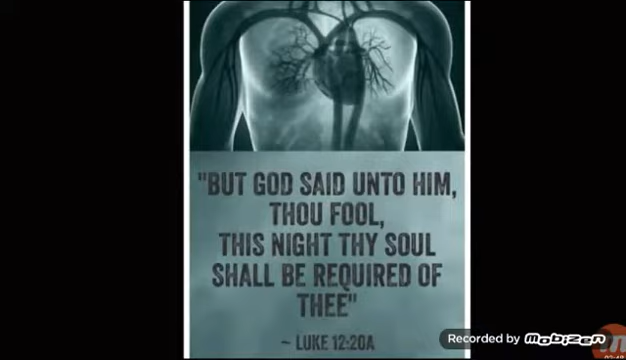 "BUT GOD SAID UNTO HIM,
THOU FOOL,
THIS NIGHT THY SOUL
SHALL BE REQUIRED OF
THEE"
~ LUKE 12:20A
Recorded by Mobizen